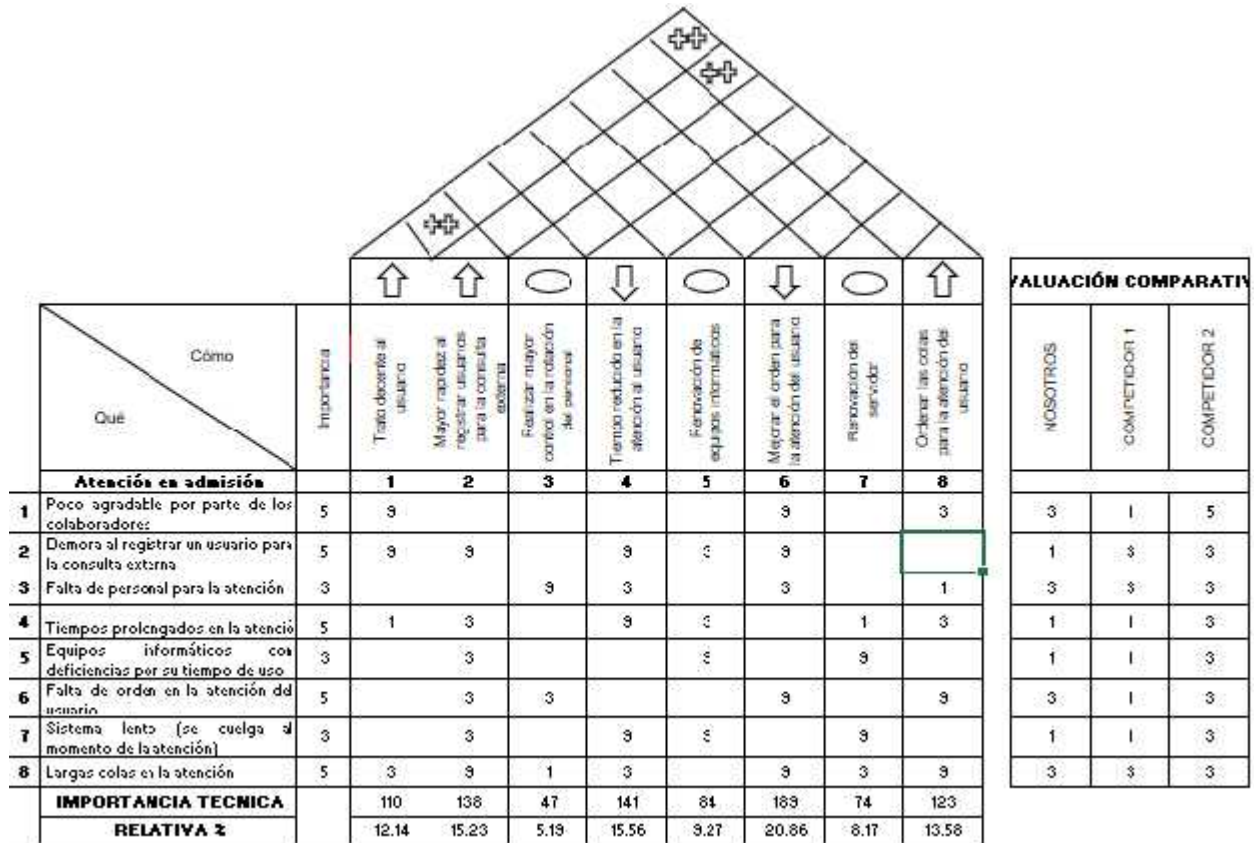 VALUACIÓN COMPARATIV
Cómo
Qué
Importancia
Trato decente al
usuario
Mayor rapidez al
registrar usuarios
para la consulta
externa
Realizar mayor
control en la rotación
del personal
Tiempo reducido en la
atención al usuario
Renovación de
equipos informáticos
Mejorar el orden para
la atención del usuario
Renovación del
servidor
Ordenar las colas
para la atención del
usuario
NOSOTROS
COMPETIDOR 1
COMPETIDOR 2
Atención en admisión 1 2 3 4 5 6 7 8
1 Poco agradable por parte de los
colaboradores 5 9 9 3 3 1 5
2 Demora al registrar un usuario para
la consulta externa 5 9 9 9 3 9 1 3 3
3 Falta de personal para la atención 3 9 3 3 1 3 3 3
4 Tiempos prolongados en la atenció 5 1 3 9 3 1 3 1 1 3
5 Equipos informáticos con
deficiencias por su tiempo de uso 3 3 9 9 1 1 3
6 Falta de orden en la atención del
usuario 5 3 3 9 9 3 1 3
7 Sistema lento (se cuelga al
momento de la atención) 3 3 9 9 9 1 1 3
8 Largas colas en la atención 5 3 9 1 3 9 3 9 3 3 3
IMPORTANCIA TECNICA 110 138 47 141 84 189 74 123
RELATIVA % 12.14 15.23 5.19 15.56 9.27 20.86 8.17 13.58